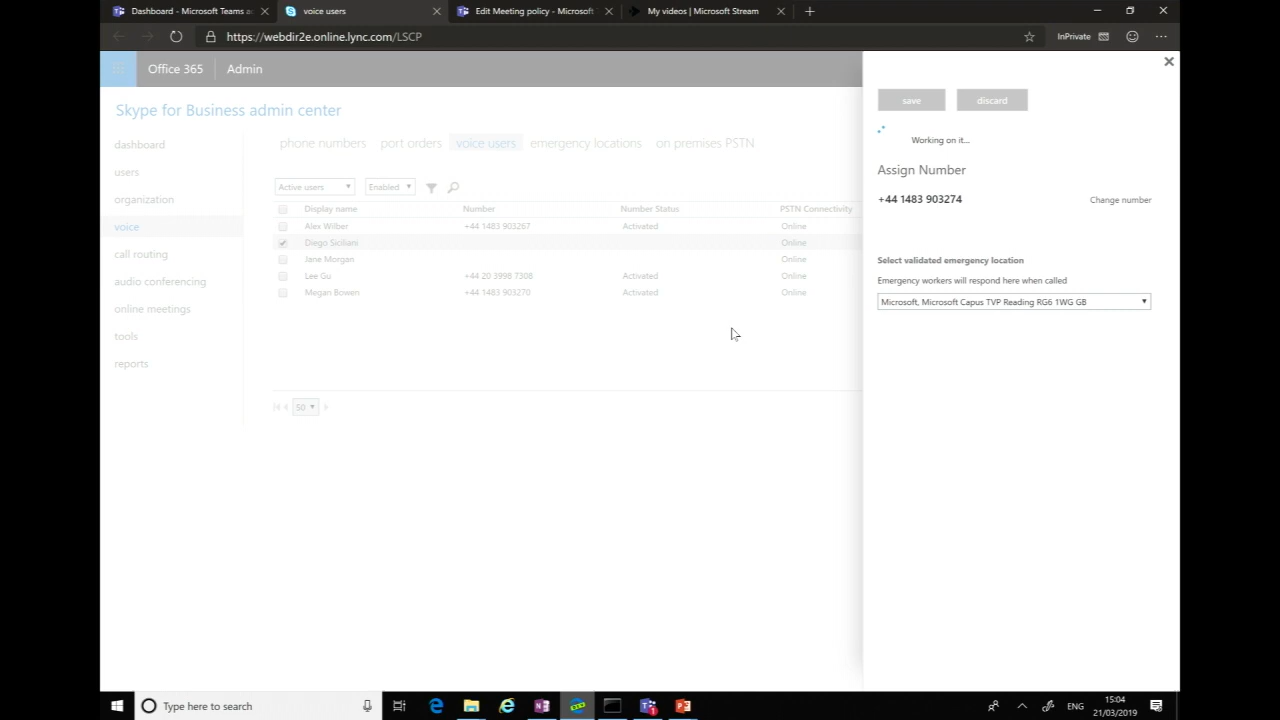 Dashboard - Microsoft Teams a
voice users
Edit Meeting policy - Microsoft
My videos | Microsoft Stream
https://webdir2e.online.lync.com/LSCP
InPrivate
Office 365
Admin
Skype for Business admin center
dashboard
users
organization
voice
call routing
audio conferencing
online meetings
tools
reports
phone numbers port orders voice users emergency locations on premises PSTN
Active users Enabled
Display name Number Number Status PSTN Connectivity
Alex Wilber +44 1483 903267 Activated Online
Diego Siciliani Online
Jane Morgan Online
Lee Gu +44 20 3998 7308 Activated Online
Megan Bowen +44 1483 903270 Activated Online
50
save discard
Working on it...
Assign Number
+44 1483 903274 Change number
Select validated emergency location
Emergency workers will respond here when called
Microsoft, Microsoft Capus TVP Reading RG6 1WG GB
Type here to search
ENG
15:04
21/03/2019